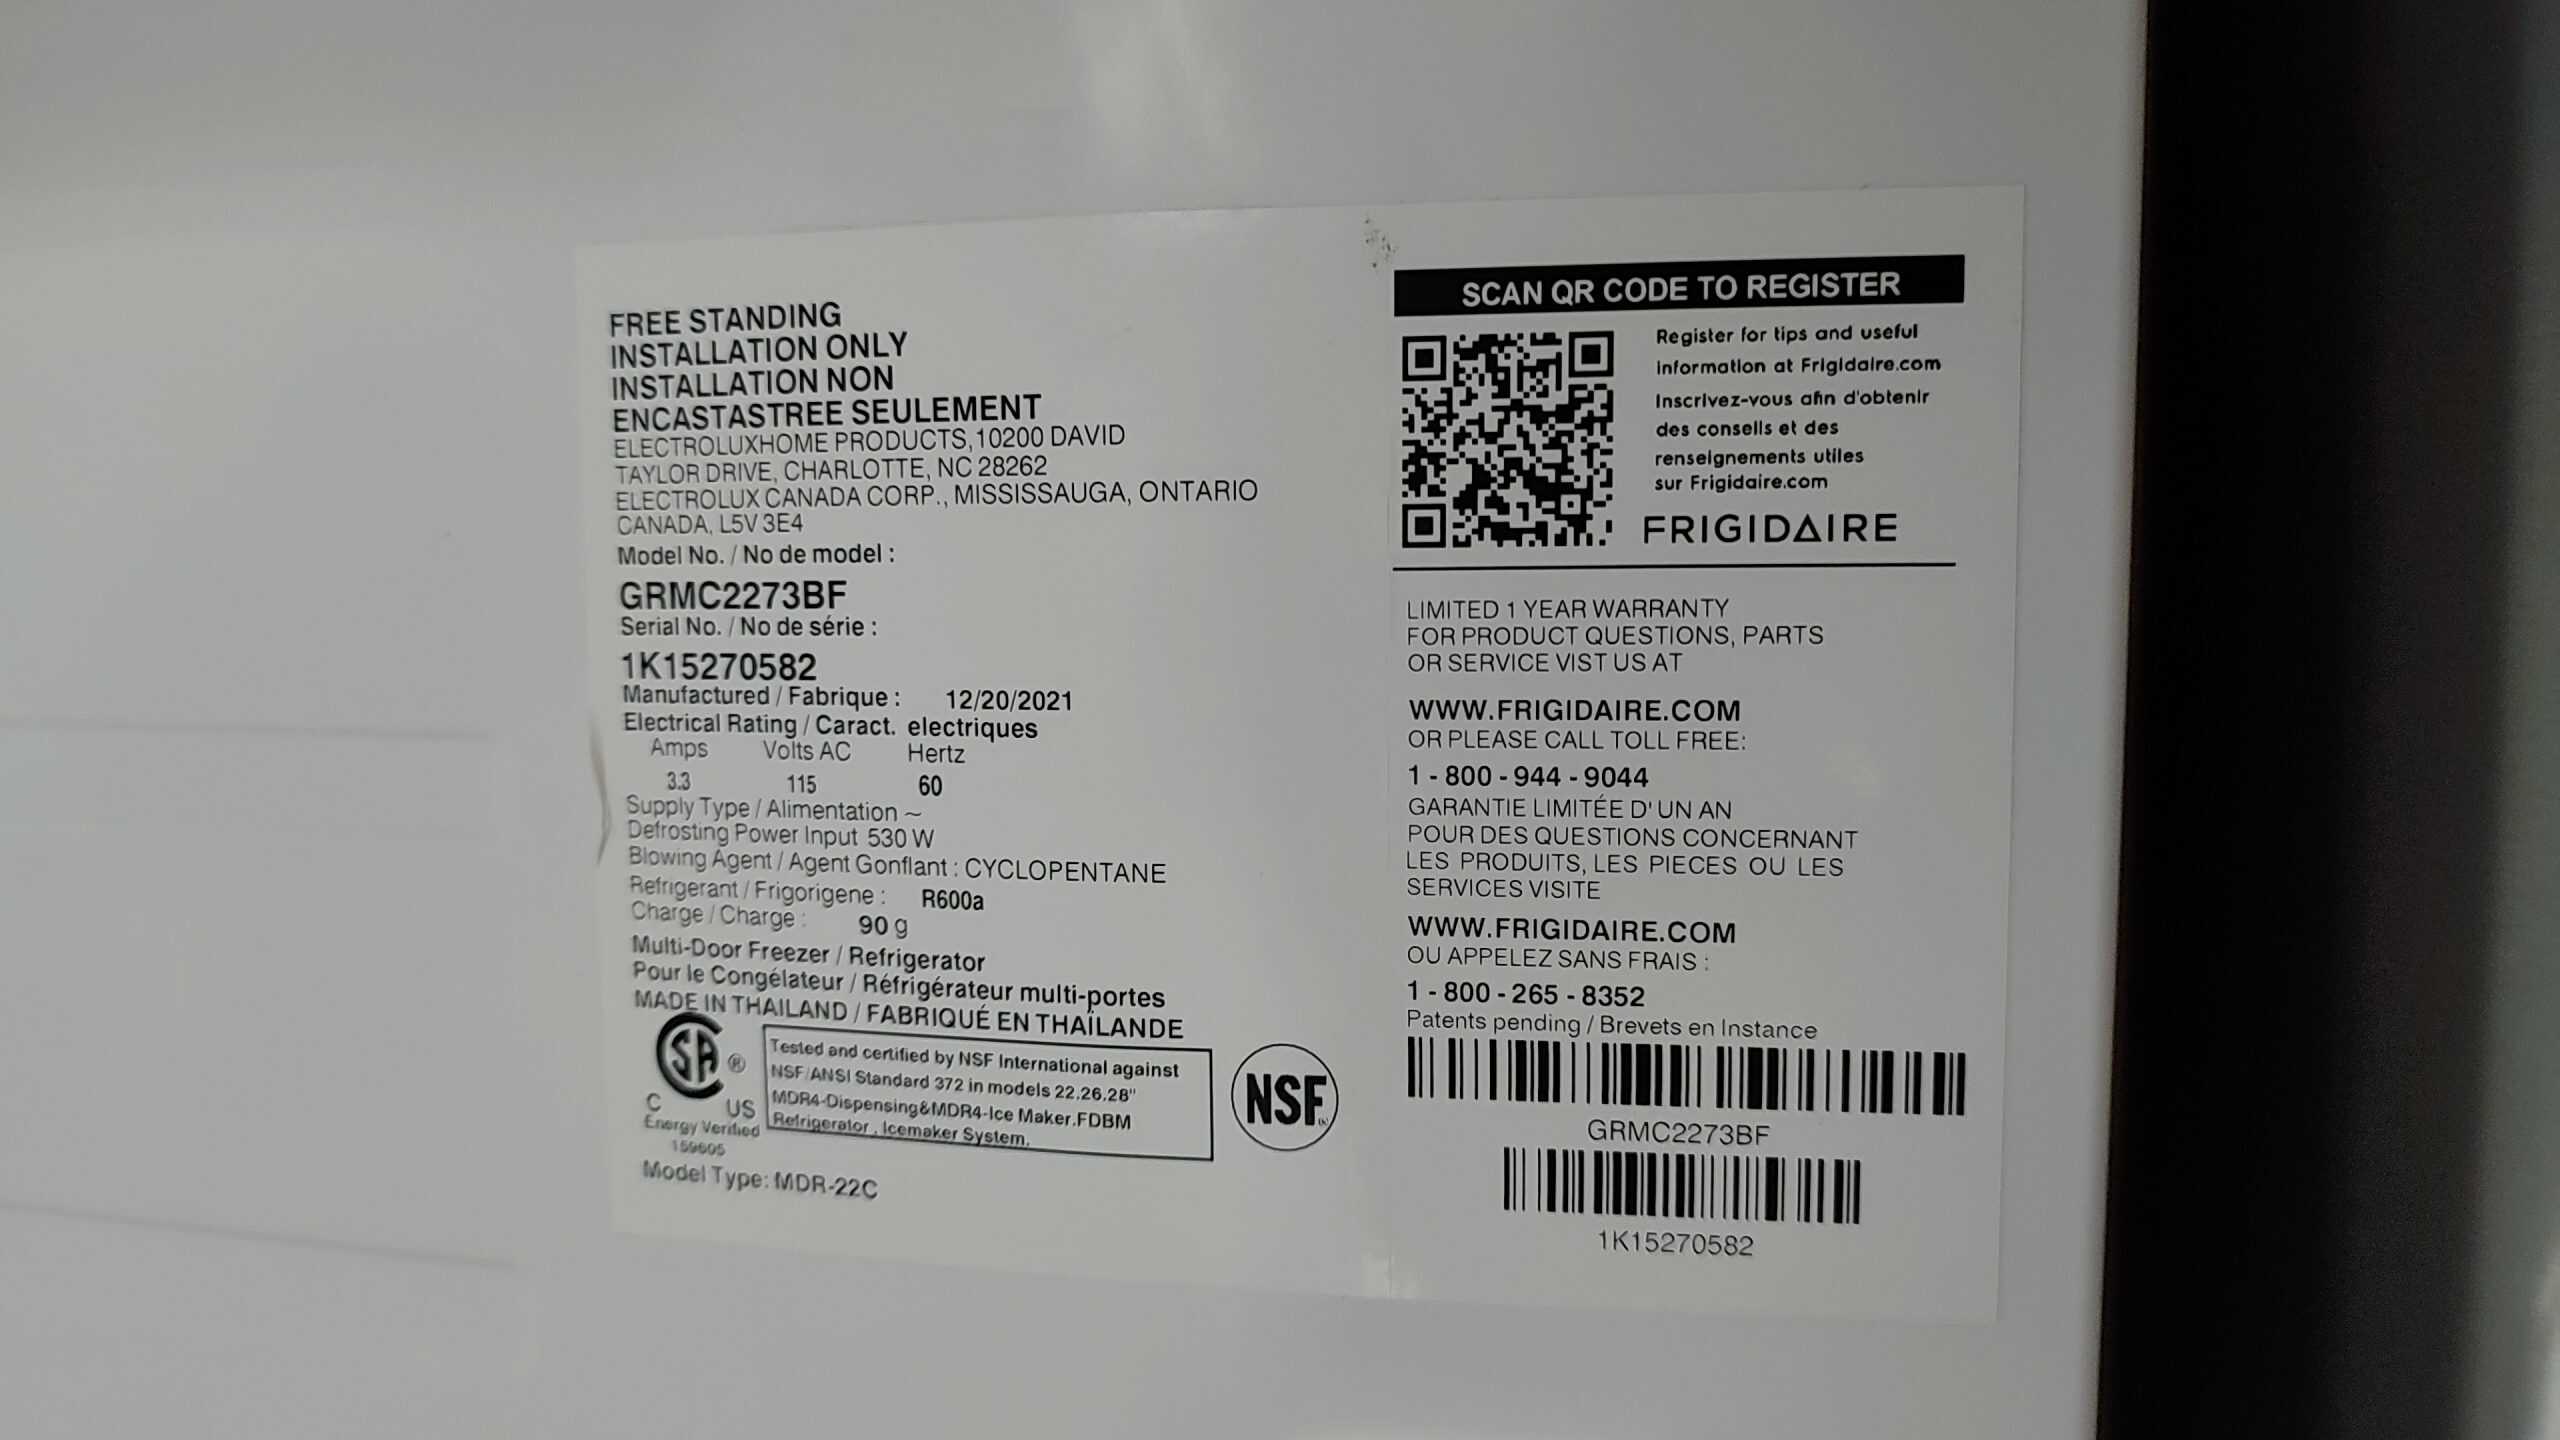 FREE STANDING
INSTALLATION ONLY
INSTALLATION NON
ENCASTASTREE SEULEMENT
ELECTROLUXHOME PRODUCTS, 10200 DAVID
TAYLOR DRIVE, CHARLOTTE, NC 28262
ELECTROLUX CANADA CORP., MISSISSAUGA, ONTARIO
CANADA, L5V 3E4
Model No. / No de model :
GRMC2273BF
Serial No. / No de série :
1K15270582
Manufactured / Fabrique : 12/20/2021
Electrical Rating / Caract. electriques
Amps Volts AC Hertz
3.3 115 60
Supply Type / Alimentation ~
Defrosting Power Input 530 W
Blowing Agent / Agent Gonflant : CYCLOPENTANE
Refrigerant / Frigorigene : R600a
Charge / Charge : 90 g
Multi-Door Freezer / Refrigerator
Pour le Congélateur / Réfrigérateur multi-portes
MADE IN THAILAND / FABRIQUÉ EN THAÏLANDE
SA ®
C US
Energy Verified
159605
Tested and certified by NSF International against
NSF/ANSI Standard 372 in models 22.26.28"
MDR4-Dispensing&MDR4-Ice Maker.FDBM
Refrigerator , Icemaker System.
NSF®
Model Type: MDR-22C
SCAN QR CODE TO REGISTER
Register for tips and useful
information at Frigidaire.com
Inscrivez-vous afin d'obtenir
des conseils et des
renseignements utiles
sur Frigidaire.com
FRIGIDAIRE
LIMITED 1 YEAR WARRANTY
FOR PRODUCT QUESTIONS, PARTS
OR SERVICE VIST US AT
WWW.FRIGIDAIRE.COM
OR PLEASE CALL TOLL FREE:
1 - 800 - 944 - 9044
GARANTIE LIMITÉE D' UN AN
POUR DES QUESTIONS CONCERNANT
LES PRODUITS, LES PIECES OU LES
SERVICES VISITE
WWW.FRIGIDAIRE.COM
OU APPELEZ SANS FRAIS :
1 - 800 - 265 - 8352
Patents pending / Brevets en Instance
GRMC2273BF
1K15270582